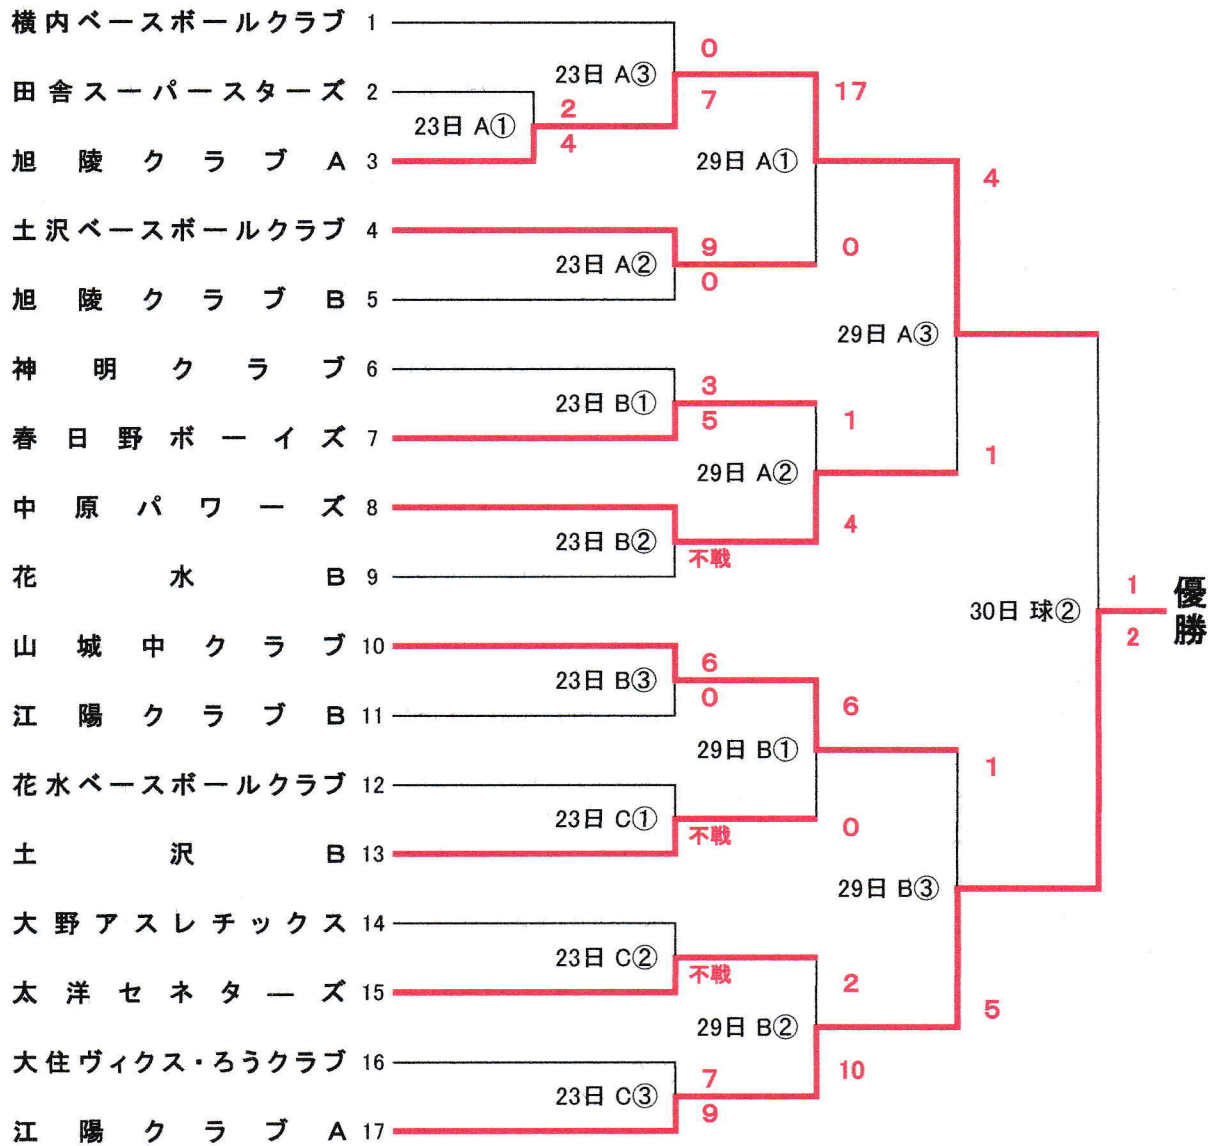 横内ベースボールクラブ 1
0
23日 A③
田舎スーパースターズ 2
7
17
2
23日 A①
4
旭陵クラブA 3
29日 A①
4
土沢ベースボールクラブ 4
9
0
23日 A②
0
旭陵クラブB 5
29日 A③
神明クラブ 6
3
23日 B①
5
1
春日野ボーイズ 7
1
29日 A②
中原パワーズ 8
4
23日 B②
不戦
花水B 9
1
優勝
30日 球②
2
山城中クラブ 10
6
23日 B③
0
6
江陽クラブB 11
29日 B①
1
花水ベースボールクラブ 12
23日 C①
不戦
0
土沢B 13
29日 B③
大野アスレチックス 14
23日 C②
不戦
2
太洋セネターズ 15
5
29日 B②
大住ヴィクス・ろうクラブ 16
7
10
23日 C③
9
江陽クラブA 17